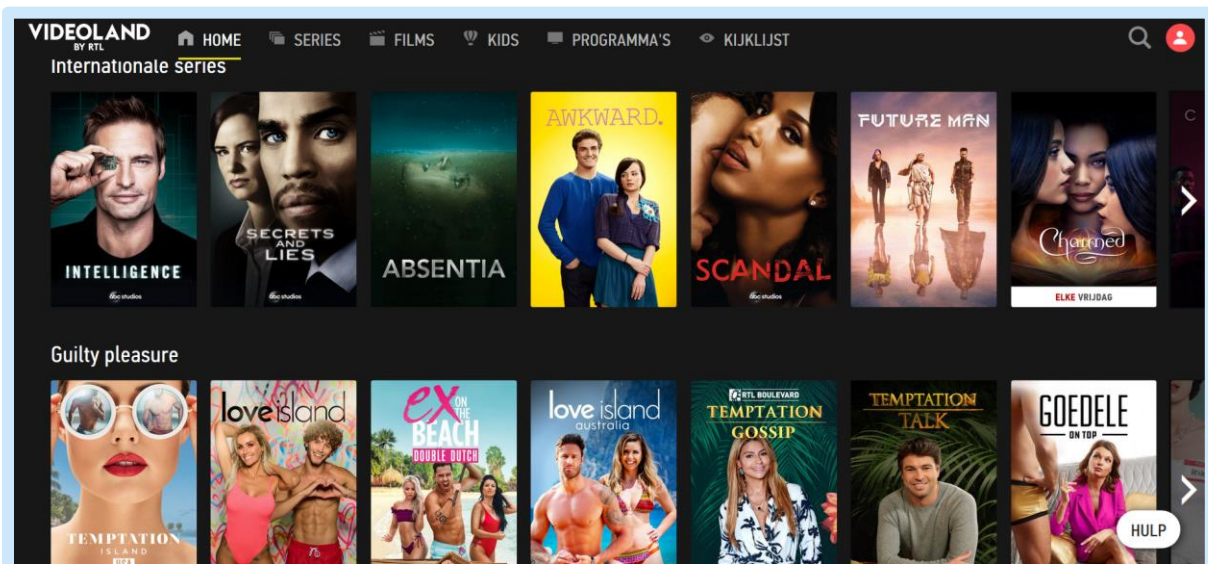 VIDEOLAND
BY RTL
HOME
SERIES
FILMS
KIDS
PROGRAMMA'S
KIJKLIJST
Internationale series
INTELLIGENCE
abc studios
SECRETS
AND
LIES
abc studios
ABSENTIA
AWKWARD.
SCANDAL
abc studios
FUTURE MAN
Charmed
ELKE VRIJDAG
C
Guilty pleasure
TEMPTATION
ISLAND
USA
love island
EX
ON
THE
BEACH
DOUBLE DUTCH
love island
australia
RTL BOULEVARD
TEMPTATION
GOSSIP
TEMPTATION
TALK
GOEDELE
ON TOP
HULP